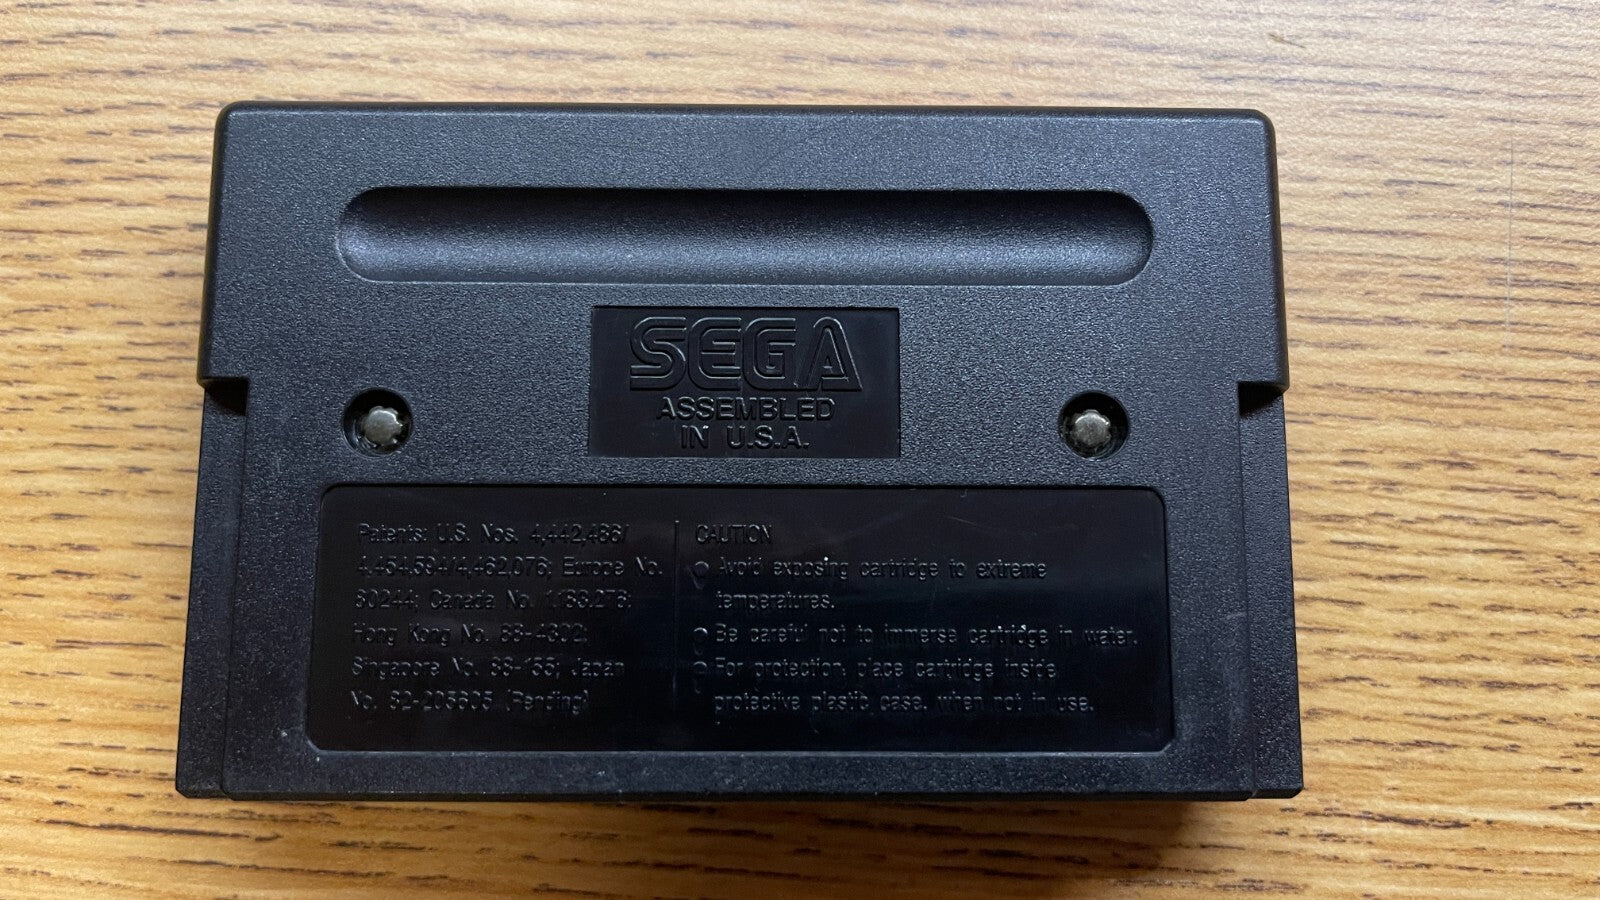 SEGA
ASSEMBLED
IN U.S.A.
Patents: U.S. Nos. 4,442,486/
4,454,594/4,462,076; Europe No.
80244; Canada No. 1,183,276;
Hong Kong No. 88-4302;
Singapore No. 88-155; Japan
No. 82-205605 (Pending)
CAUTION
Avoid exposing cartridge to extreme
temperatures.
Be careful not to immerse cartridge in water.
For protection, place cartridge inside
protective plastic case, when not in use.